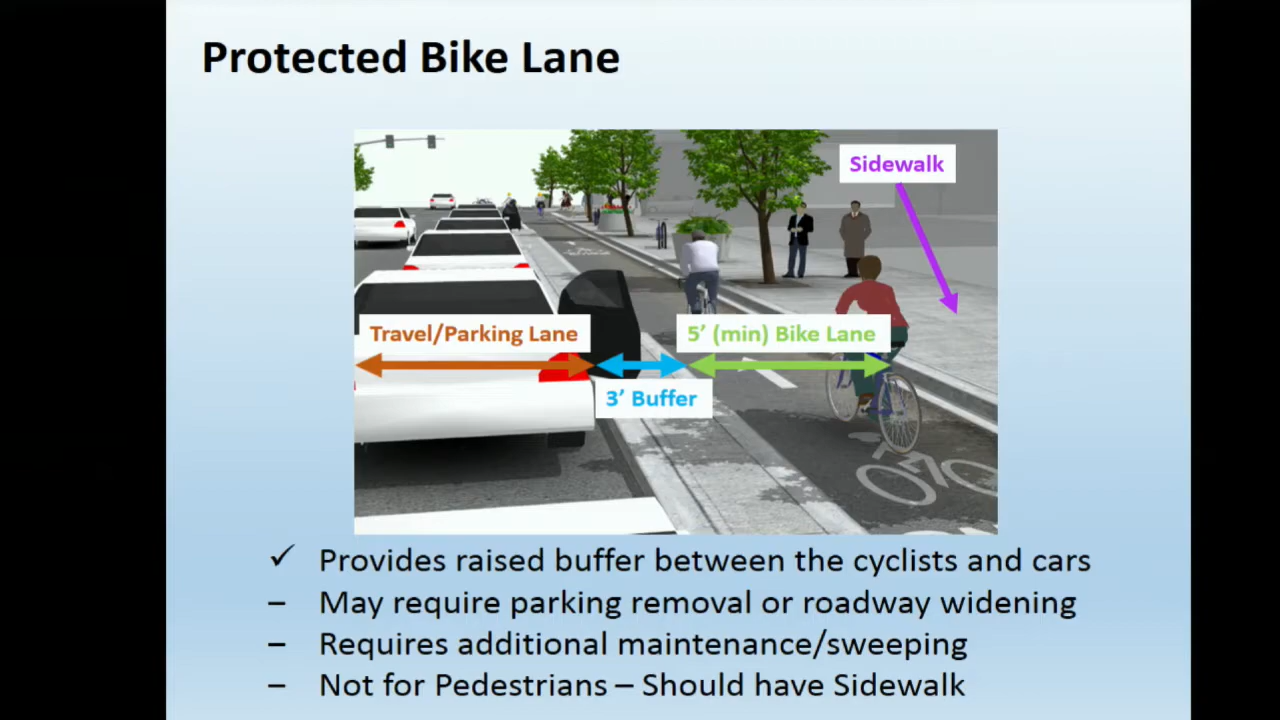 Protected Bike Lane
Sidewalk
Travel/Parking Lane
5’ (min) Bike Lane
3’ Buffer
✓ Provides raised buffer between the cyclists and cars
– May require parking removal or roadway widening
– Requires additional maintenance/sweeping
– Not for Pedestrians – Should have Sidewalk